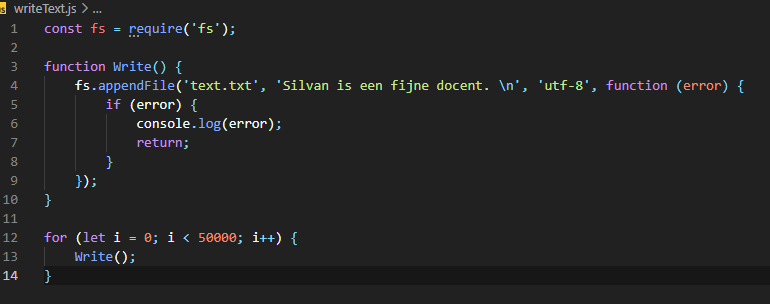 JS writeText.js > ...
1 const fs = require('fs');
2
3 function Write() {
4 fs.appendFile('text.txt', 'Silvan is een fijne docent. \n', 'utf-8', function (error) {
5 if (error) {
6 console.log(error);
7 return;
8 }
9 });
10 }
11
12 for (let i = 0; i < 50000; i++) {
13 Write();
14 }